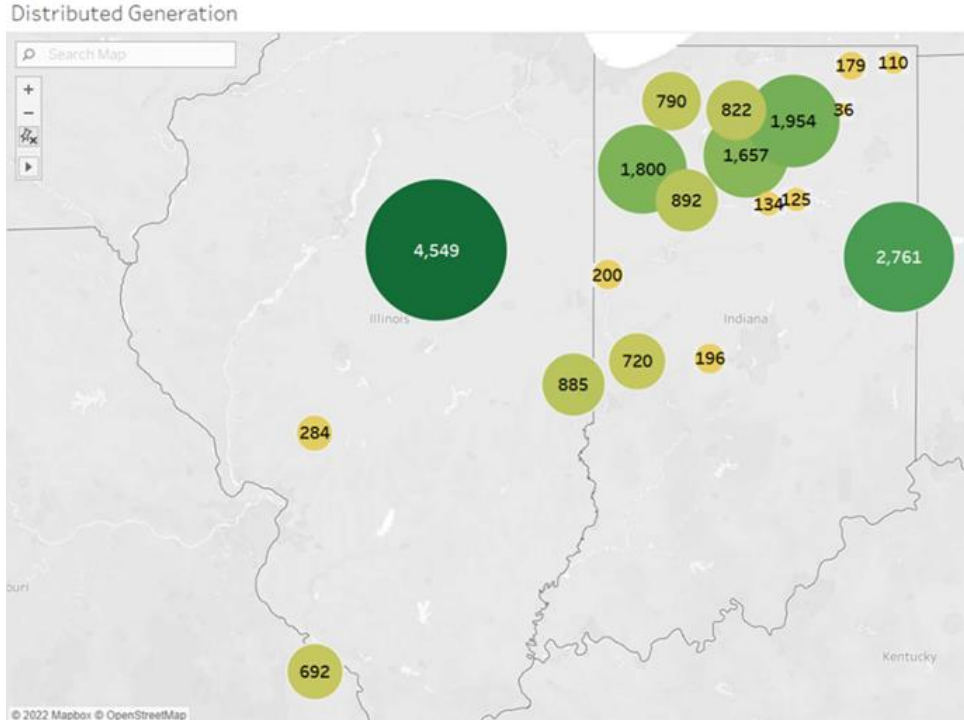 Distributed Generation
Search Map
179
110
790
822
36
1,954
1,657
1,800
892
134
125
4,549
2,761
200
Illinois
Indiana
720
196
885
284
ouri
692
Kentucky
© 2022 Mapbox © OpenStreetMap